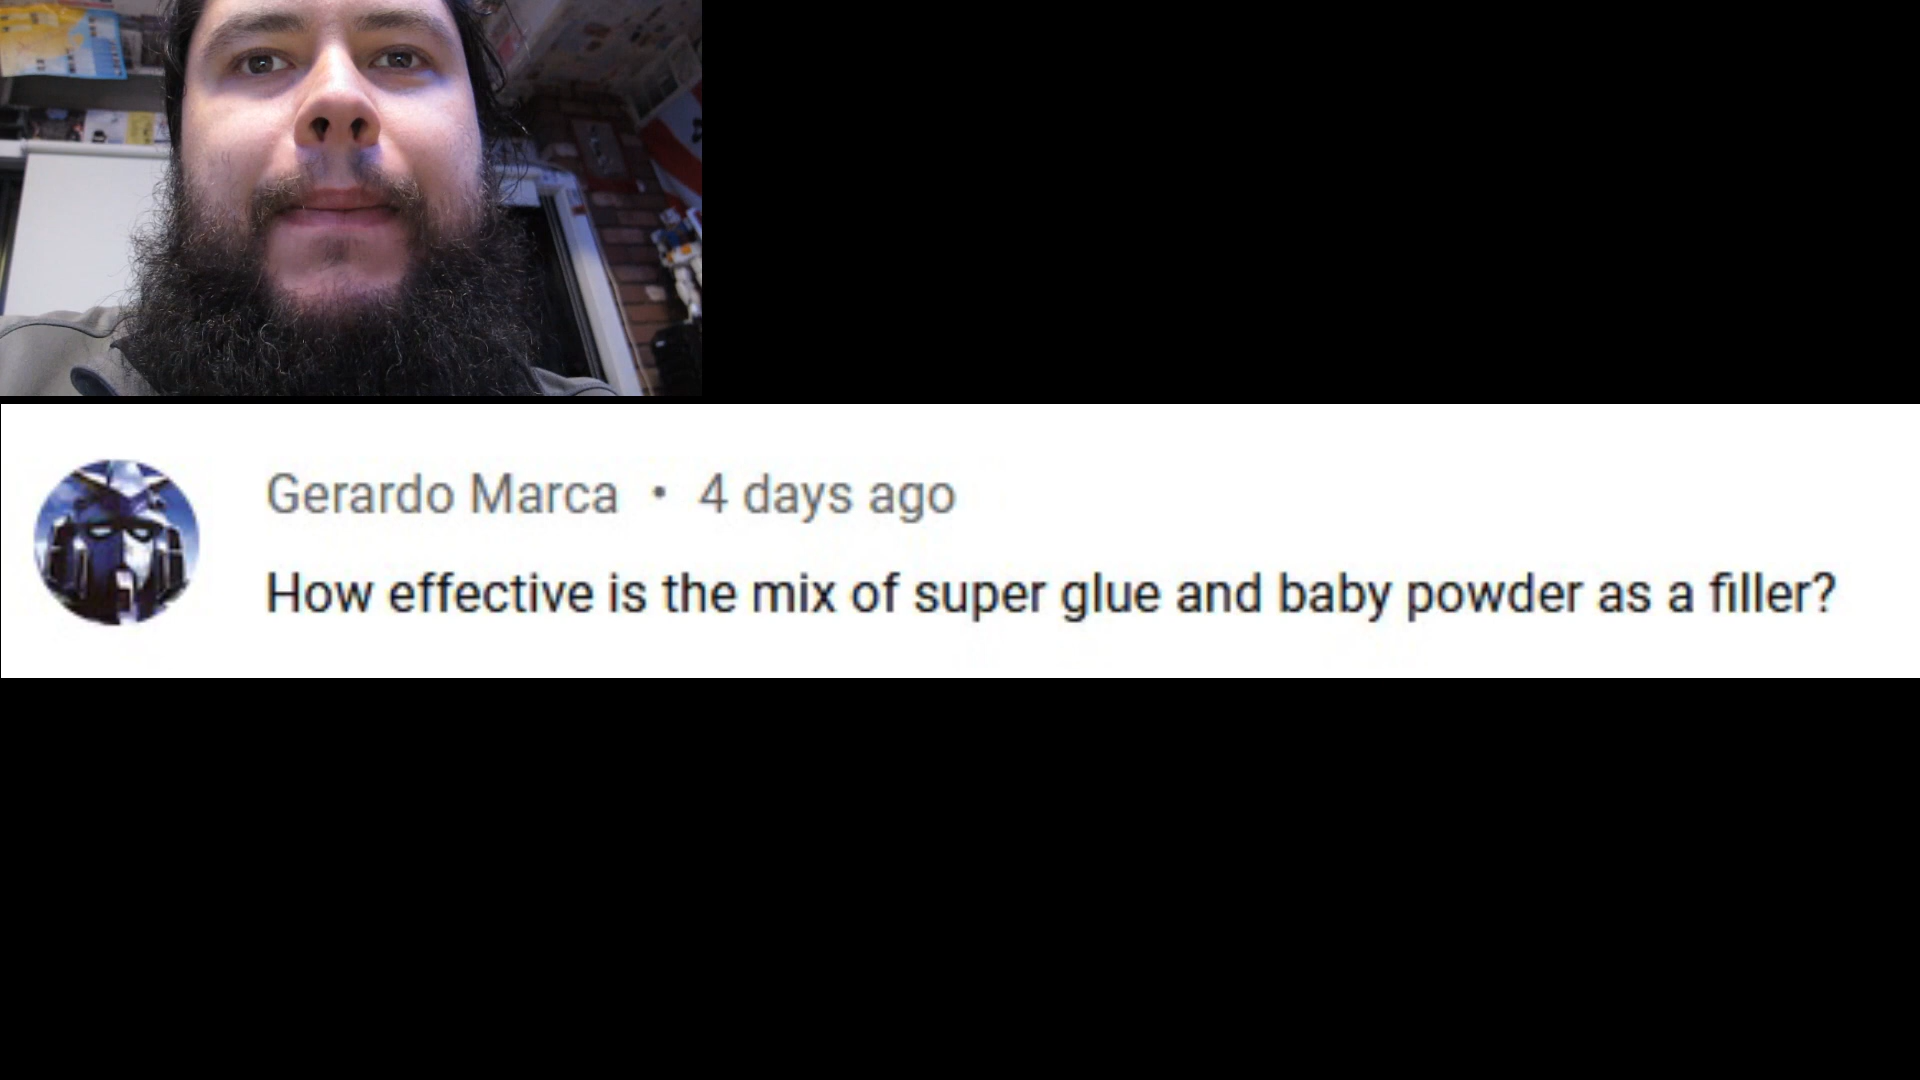 Gerardo Marca • 4 days ago
How effective is the mix of super glue and baby powder as a filler?